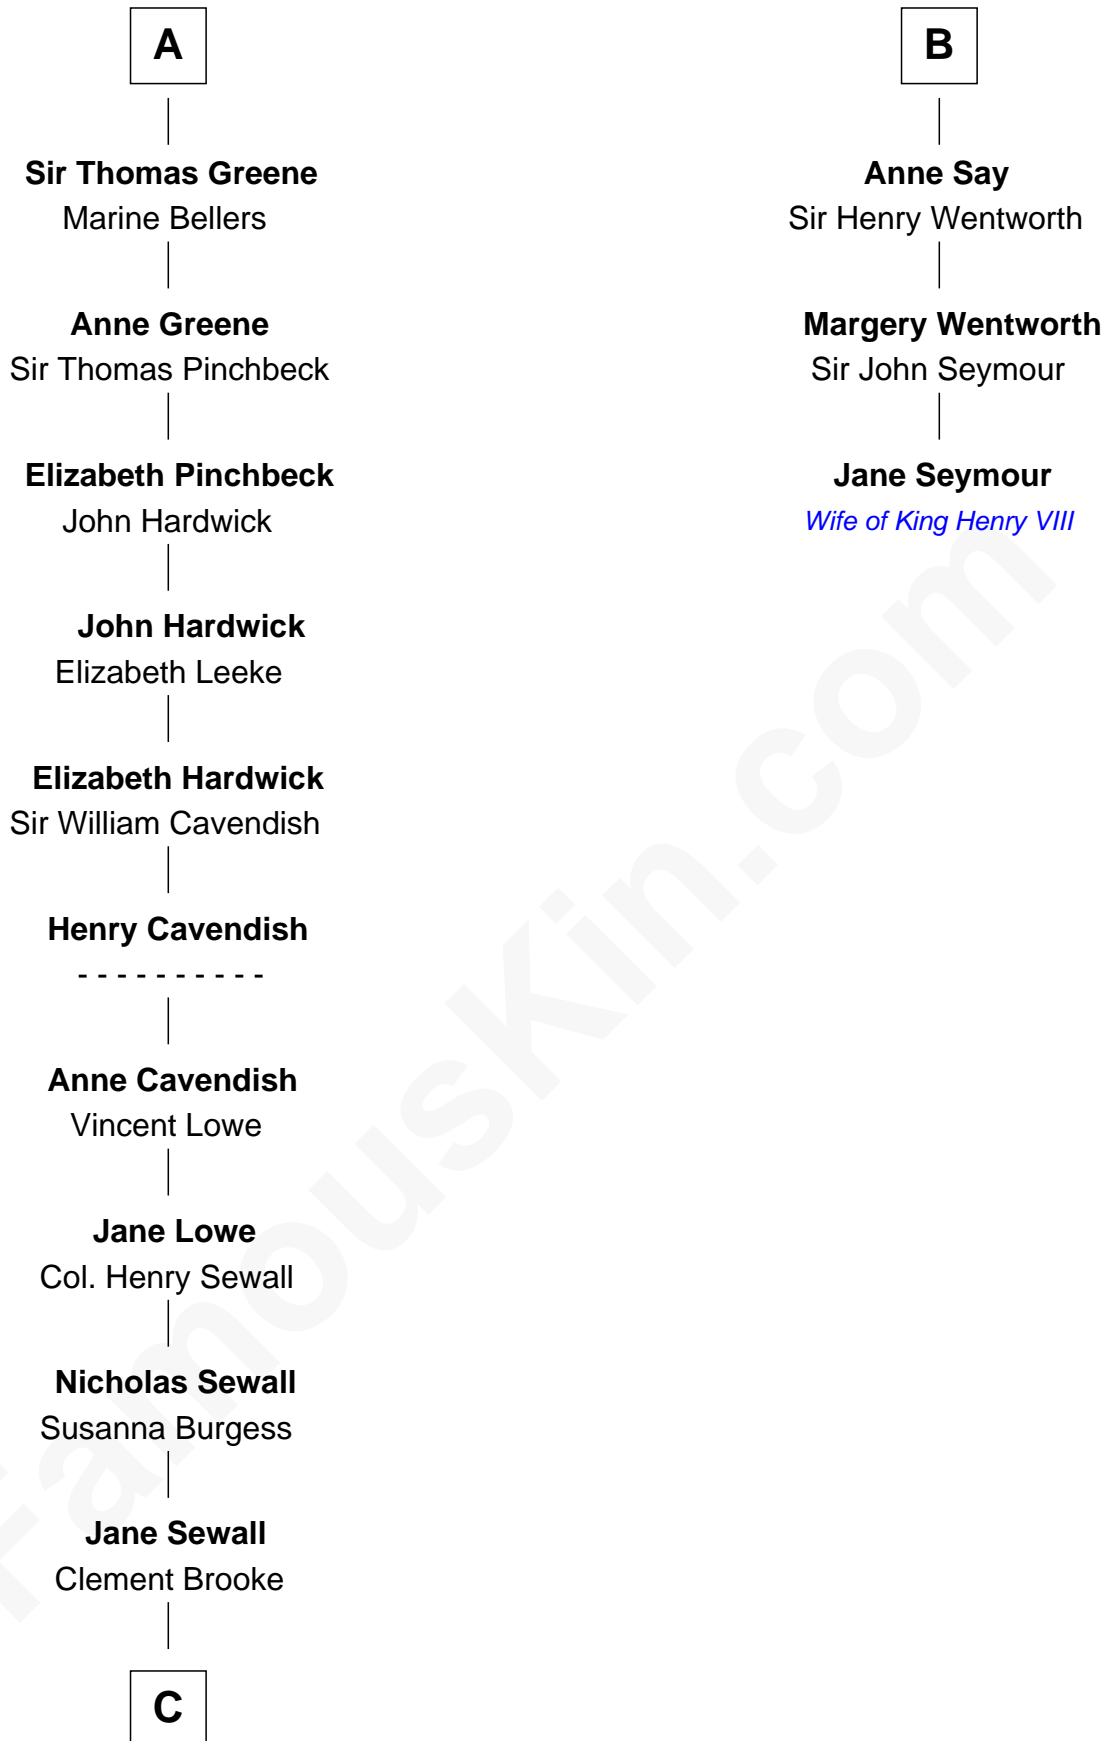 A
Sir Thomas Greene
Marine Bellers
Anne Greene
Sir Thomas Pinchbeck
Elizabeth Pinchbeck
John Hardwick
John Hardwick
Elizabeth Leeke
Elizabeth Hardwick
Sir William Cavendish
Henry Cavendish
- - - - - - - - - -
Anne Cavendish
Vincent Lowe
Jane Lowe
Col. Henry Sewall
Nicholas Sewall
Susanna Burgess
Jane Sewall
Clement Brooke
C
B
Anne Say
Sir Henry Wentworth
Margery Wentworth
Sir John Seymour
Jane Seymour
Wife of King Henry VIII
FamousKin.com